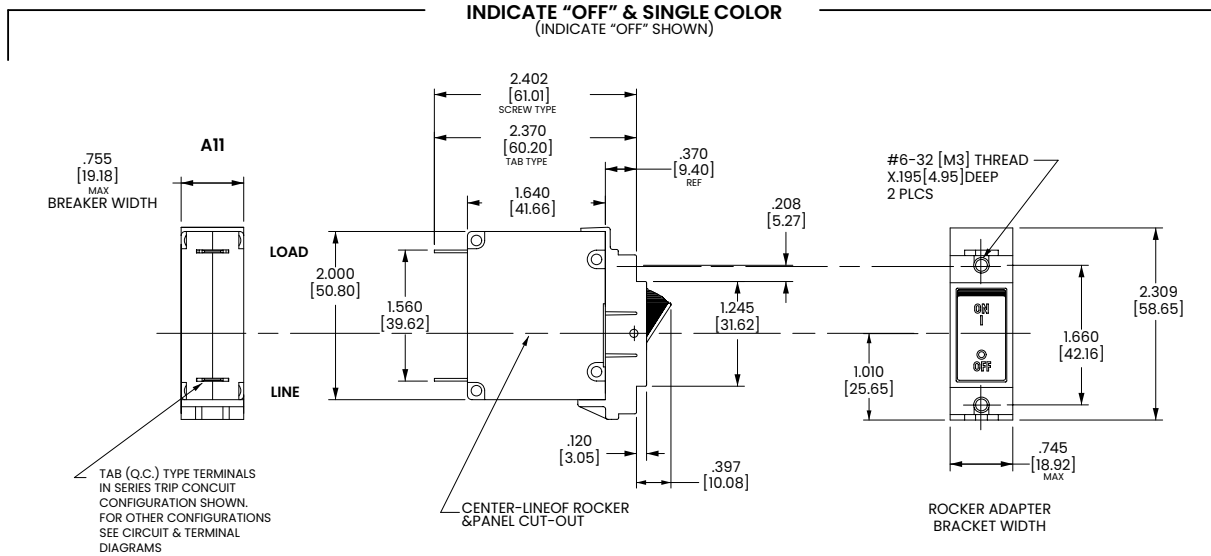 INDICATE “OFF” & SINGLE COLOR
(INDICATE “OFF” SHOWN)
2.402
[61.01]
SCREW TYPE
2.370
[60.20]
TAB TYPE
A11
.755
[19.18]
MAX
BREAKER WIDTH
.370
[9.40]
REF
1.640
[41.66]
.208
[5.27]
#6-32 [M3] THREAD
X.195[4.95]DEEP
2 PLCS
LOAD
2.000
[50.80]
1.560
[39.62]
1.245
[31.62]
ON
I
O
OFF
2.309
[58.65]
1.660
[42.16]
1.010
[25.65]
LINE
.120
[3.05]
.397
[10.08]
.745
[18.92]
MAX
TAB (Q.C.) TYPE TERMINALS
IN SERIES TRIP CONCUIT
CONFIGURATION SHOWN.
FOR OTHER CONFIGURATIONS
SEE CIRCUIT & TERMINAL
DIAGRAMS
CENTER-LINEOF ROCKER
&PANEL CUT-OUT
ROCKER ADAPTER
BRACKET WIDTH